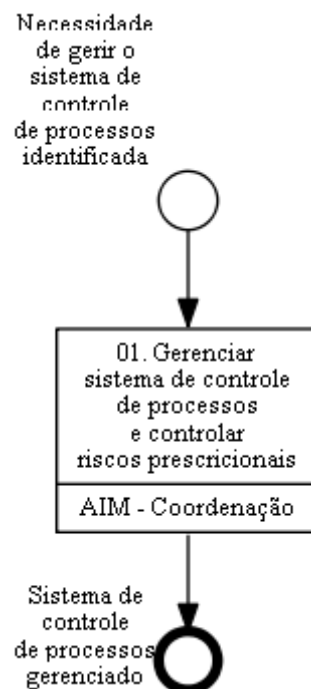 Necessidade
de gerir o
sistema de
controle
de processos
identificada
01. Gerenciar
sistema de controle
de processos
e controlar
riscos prescricionais
AIM - Coordenação
Sistema de
controle
de processos
gerenciado